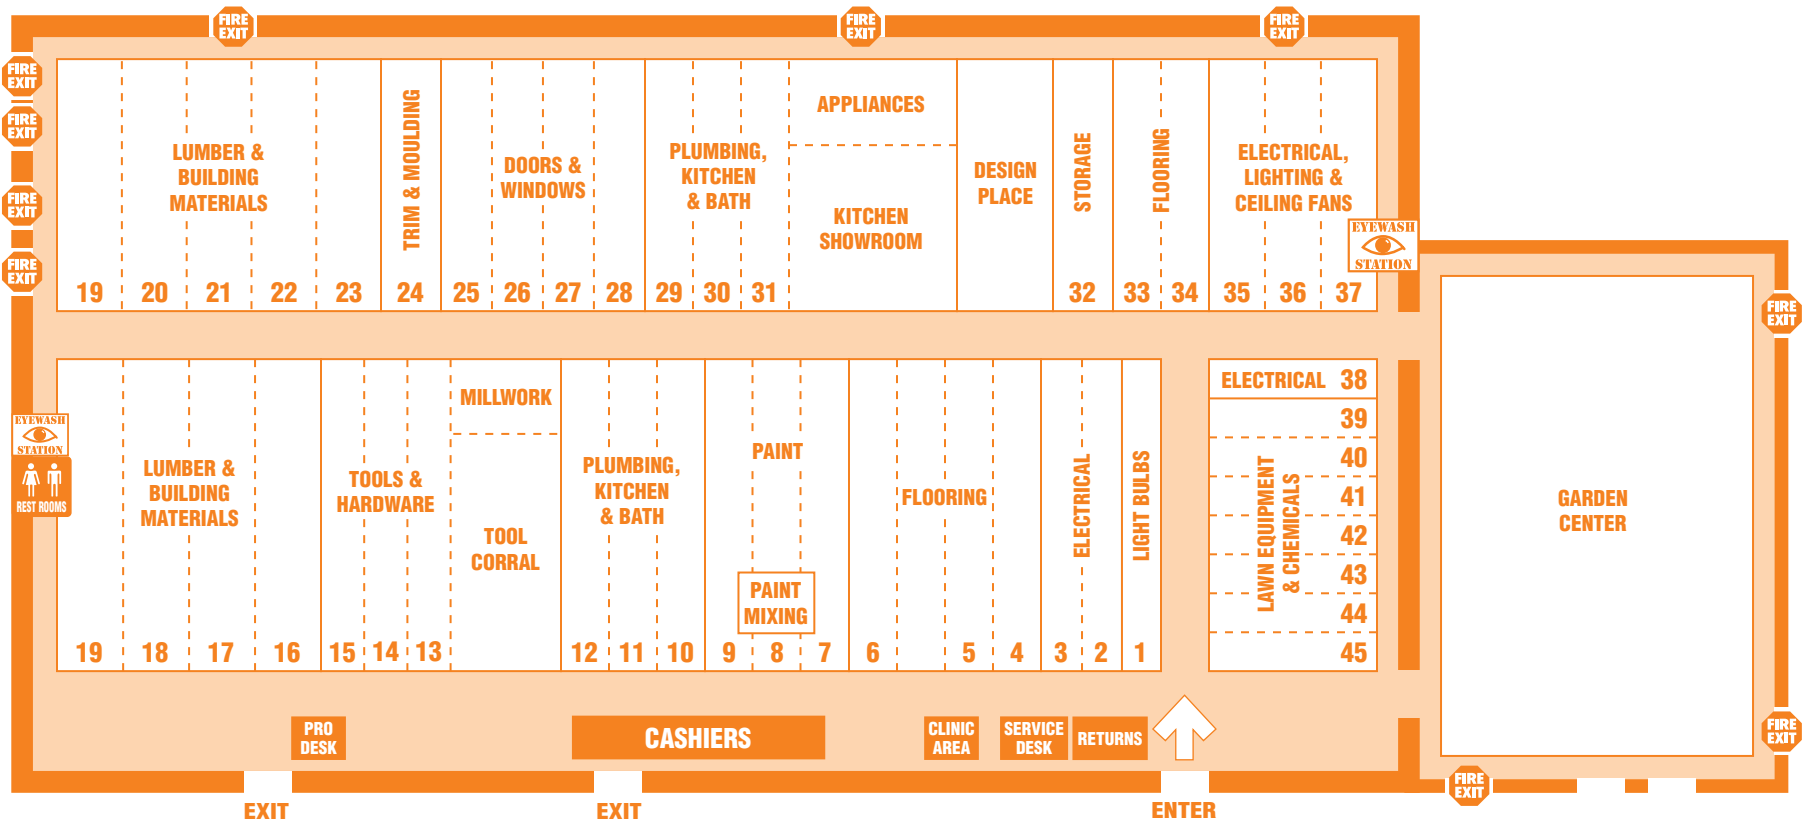 FIRE
EXIT
FIRE
EXIT
FIRE
EXIT
FIRE
EXIT
FIRE
EXIT
FIRE
EXIT
FIRE
EXIT
LUMBER &
BUILDING
MATERIALS
TRIM & MOULDING
DOORS &
WINDOWS
PLUMBING,
KITCHEN
& BATH
APPLIANCES
KITCHEN
SHOWROOM
DESIGN
PLACE
STORAGE
FLOORING
ELECTRICAL,
LIGHTING &
CEILING FANS
EYEWASH
STATION
19 20 21 22 23 24 25 26 27 28 29 30 31 32 33 34 35 36 37
FIRE
EXIT
EYEWASH
STATION
REST ROOMS
LUMBER &
BUILDING
MATERIALS
TOOLS &
HARDWARE
MILLWORK
TOOL
CORRAL
PLUMBING,
KITCHEN
& BATH
PAINT
PAINT
MIXING
FLOORING
ELECTRICAL
LIGHT BULBS
19 18 17 16 15 14 13 12 11 10 9 8 7 6 5 4 3 2 1
ELECTRICAL 38
39
40
41
42
43
44
45
LAWN EQUIPMENT
& CHEMICALS
GARDEN
CENTER
PRO
DESK
CASHIERS
CLINIC
AREA
SERVICE
DESK
RETURNS
FIRE
EXIT
FIRE
EXIT
EXIT
EXIT
ENTER